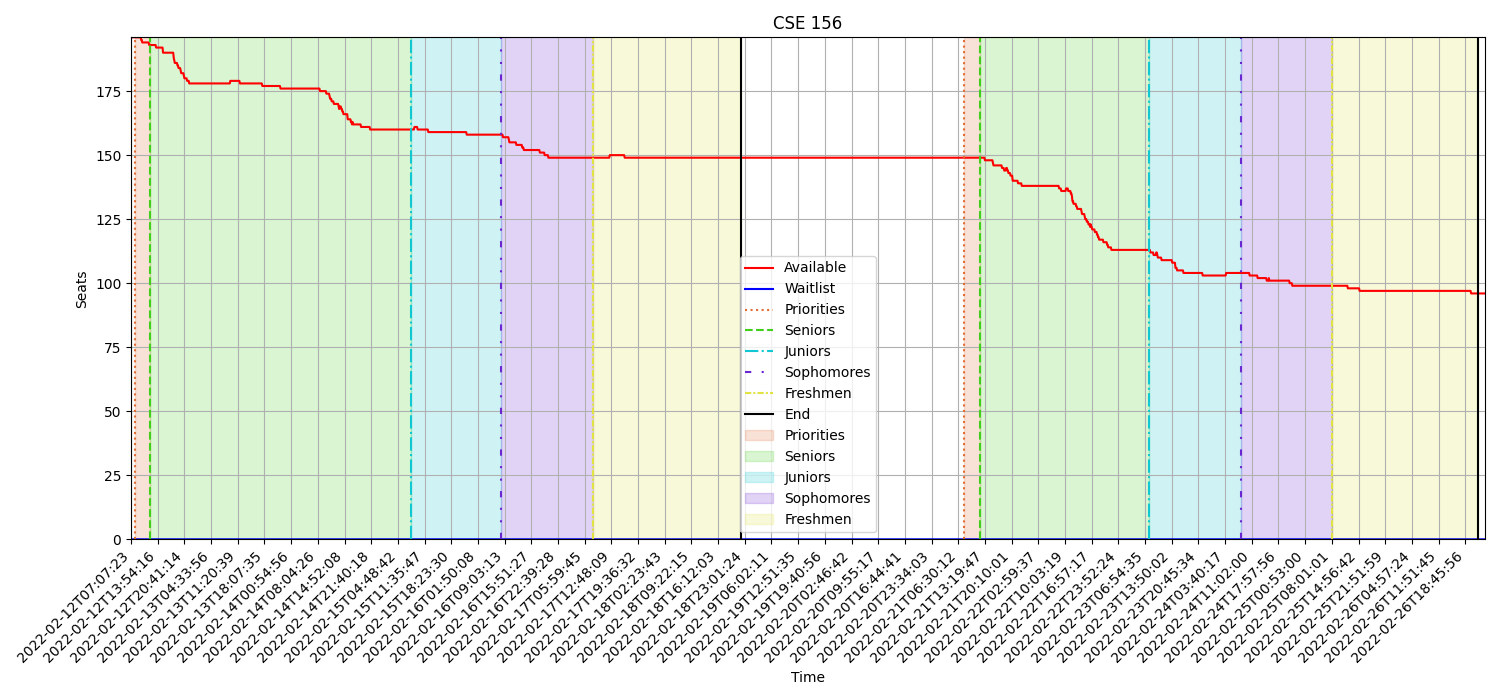 CSE 156
Seats
175
150
125
100
75
50
25
0
Available
Waitlist
Priorities
Seniors
Juniors
Sophomores
Freshmen
End
Priorities
Seniors
Juniors
Sophomores
Freshmen
2022-02-12T07:07:23
2022-02-12T13:54:16
2022-02-12T20:41:14
2022-02-13T04:33:56
2022-02-13T11:20:39
2022-02-13T18:07:35
2022-02-14T00:54:56
2022-02-14T08:04:26
2022-02-14T14:52:08
2022-02-14T21:40:18
2022-02-15T04:48:42
2022-02-15T11:35:47
2022-02-15T18:23:30
2022-02-16T01:50:08
2022-02-16T09:03:13
2022-02-16T15:51:27
2022-02-16T22:39:28
2022-02-17T05:59:45
2022-02-17T12:48:09
2022-02-17T19:36:32
2022-02-18T02:23:43
2022-02-18T09:22:15
2022-02-18T16:12:03
2022-02-18T23:01:24
2022-02-19T06:02:11
2022-02-19T12:51:35
2022-02-19T19:40:56
2022-02-20T02:46:42
2022-02-20T09:55:17
2022-02-20T16:44:41
2022-02-20T23:34:03
2022-02-21T06:30:12
2022-02-21T13:19:47
2022-02-21T20:10:01
2022-02-22T02:59:37
2022-02-22T10:03:19
2022-02-22T16:57:17
2022-02-22T23:52:24
2022-02-23T06:54:35
2022-02-23T13:50:02
2022-02-23T20:45:34
2022-02-24T03:40:17
2022-02-24T11:02:00
2022-02-24T17:57:56
2022-02-25T00:53:00
2022-02-25T08:01:01
2022-02-25T14:56:42
2022-02-25T21:51:59
2022-02-26T04:57:24
2022-02-26T11:51:45
2022-02-26T18:45:56
Time